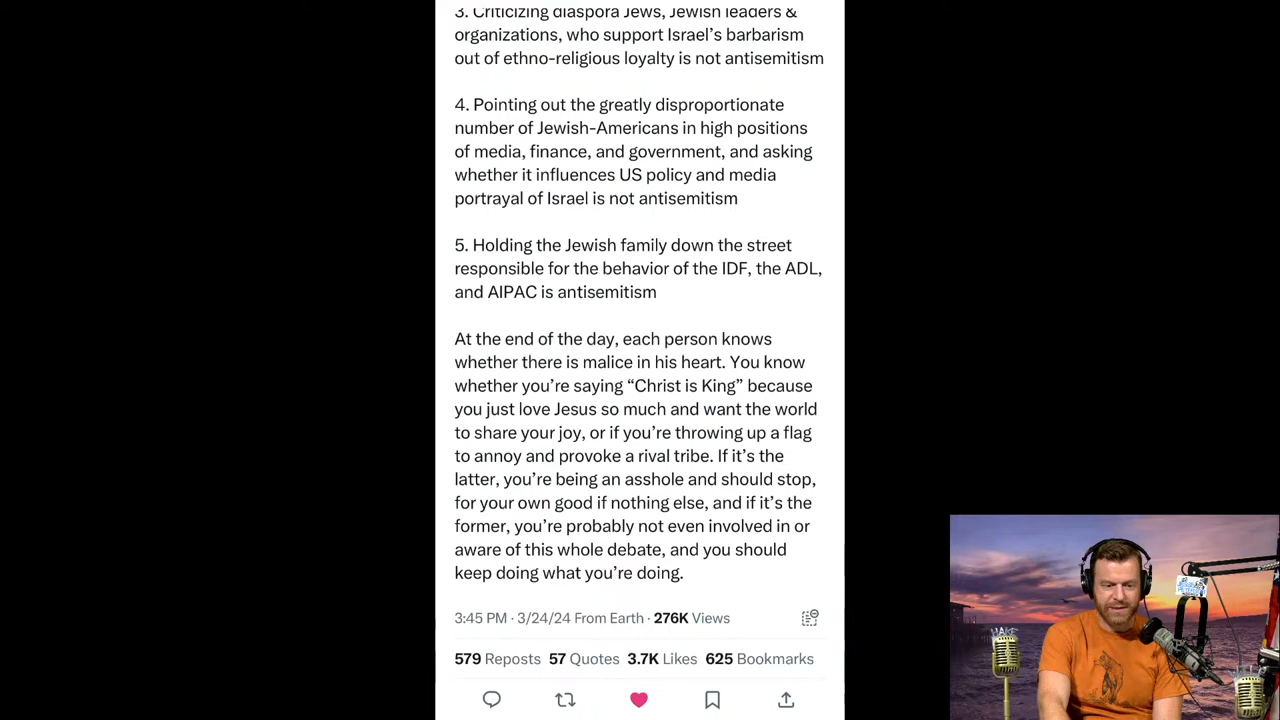 3. Criticizing diaspora Jews, Jewish leaders &
organizations, who support Israel’s barbarism
out of ethno-religious loyalty is not antisemitism
4. Pointing out the greatly disproportionate
number of Jewish-Americans in high positions
of media, finance, and government, and asking
whether it influences US policy and media
portrayal of Israel is not antisemitism
5. Holding the Jewish family down the street
responsible for the behavior of the IDF, the ADL,
and AIPAC is antisemitism
At the end of the day, each person knows
whether there is malice in his heart. You know
whether you’re saying “Christ is King” because
you just love Jesus so much and want the world
to share your joy, or if you’re throwing up a flag
to annoy and provoke a rival tribe. If it’s the
latter, you’re being an asshole and should stop,
for your own good if nothing else, and if it’s the
former, you’re probably not even involved in or
aware of this whole debate, and you should
keep doing what you’re doing.
3:45 PM · 3/24/24 From Earth · 276K Views
579 Reposts 57 Quotes 3.7K Likes 625 Bookmarks